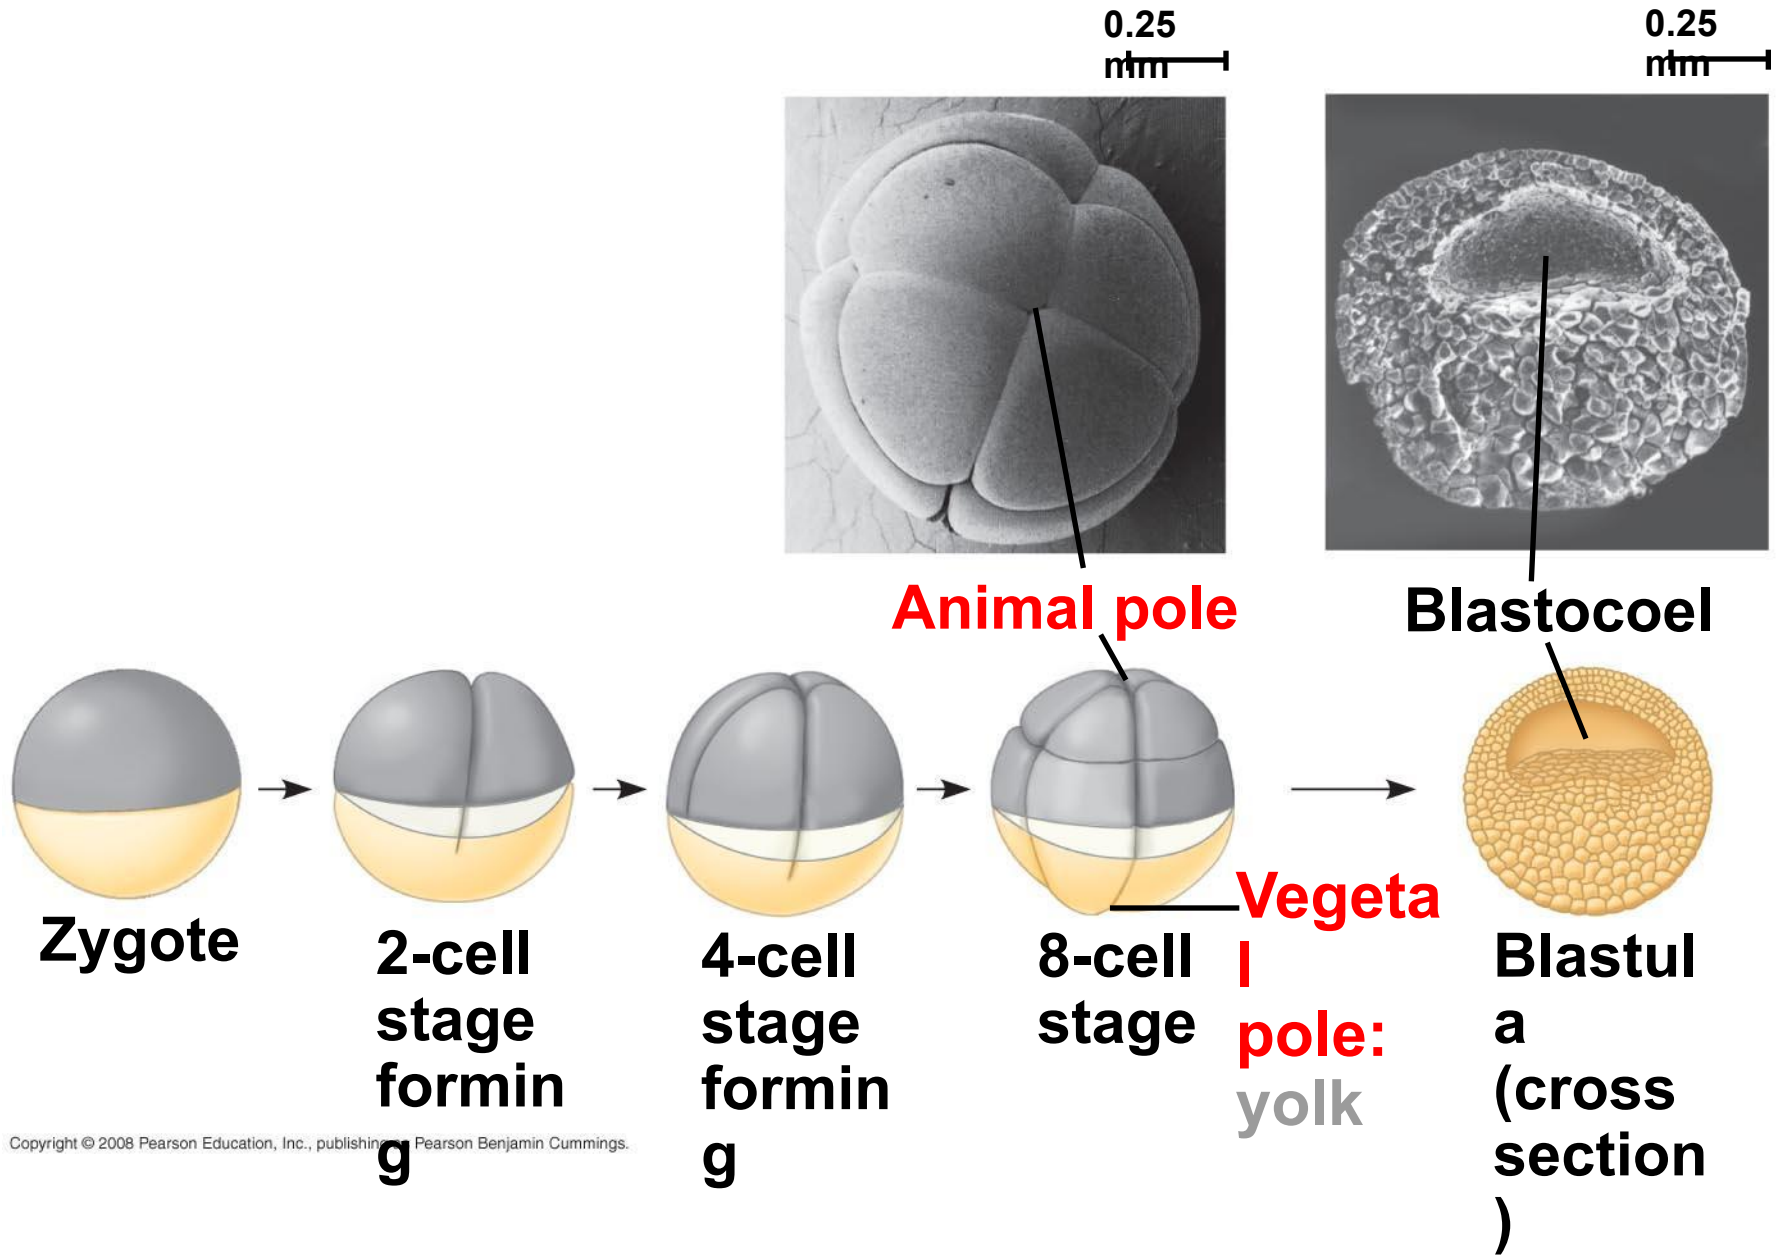 0.25
mm
0.25
mm
Animal pole
Blastocoel
Zygote
2-cell
stage
formin
g
4-cell
stage
formin
g
8-cell
stage
Vegeta
l
pole:
yolk
Blastul
a
(cross
section
)
Copyright © 2008 Pearson Education, Inc., publishing as Pearson Benjamin Cummings.